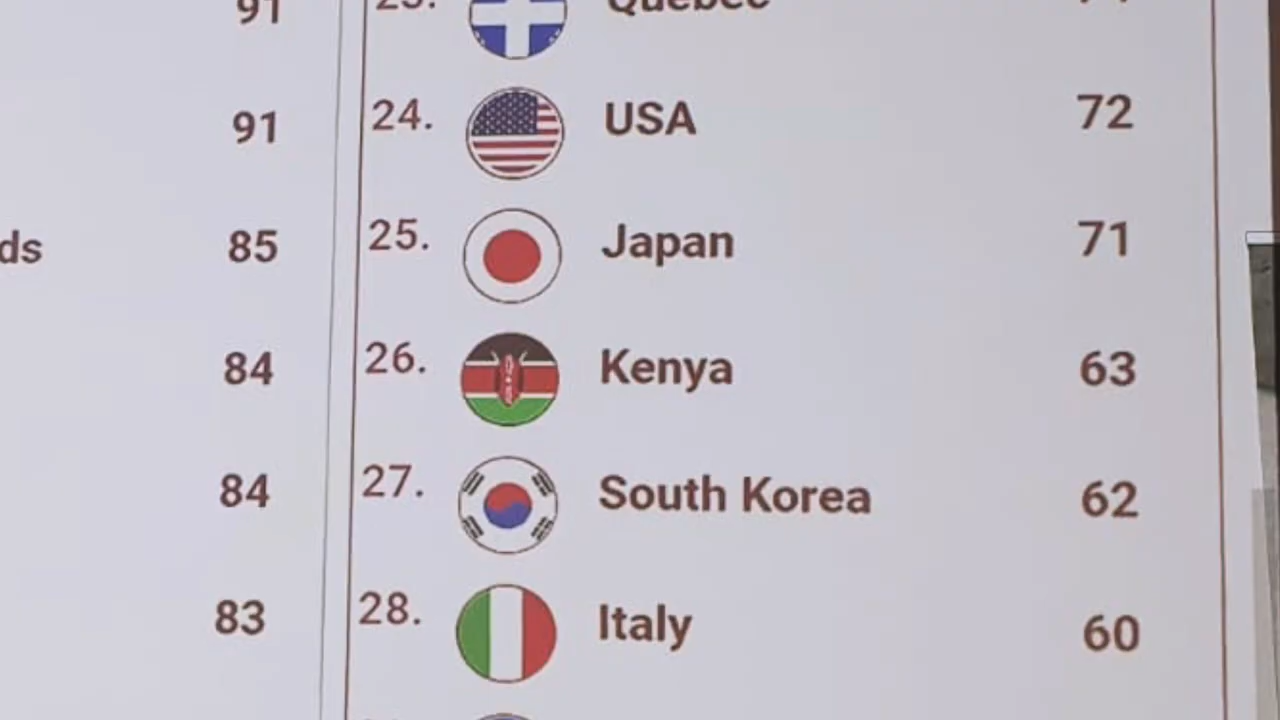 91
91
ds 85
84
84
83
Quebec
24. USA 72
25. Japan 71
26. Kenya 63
27. South Korea 62
28. Italy 60